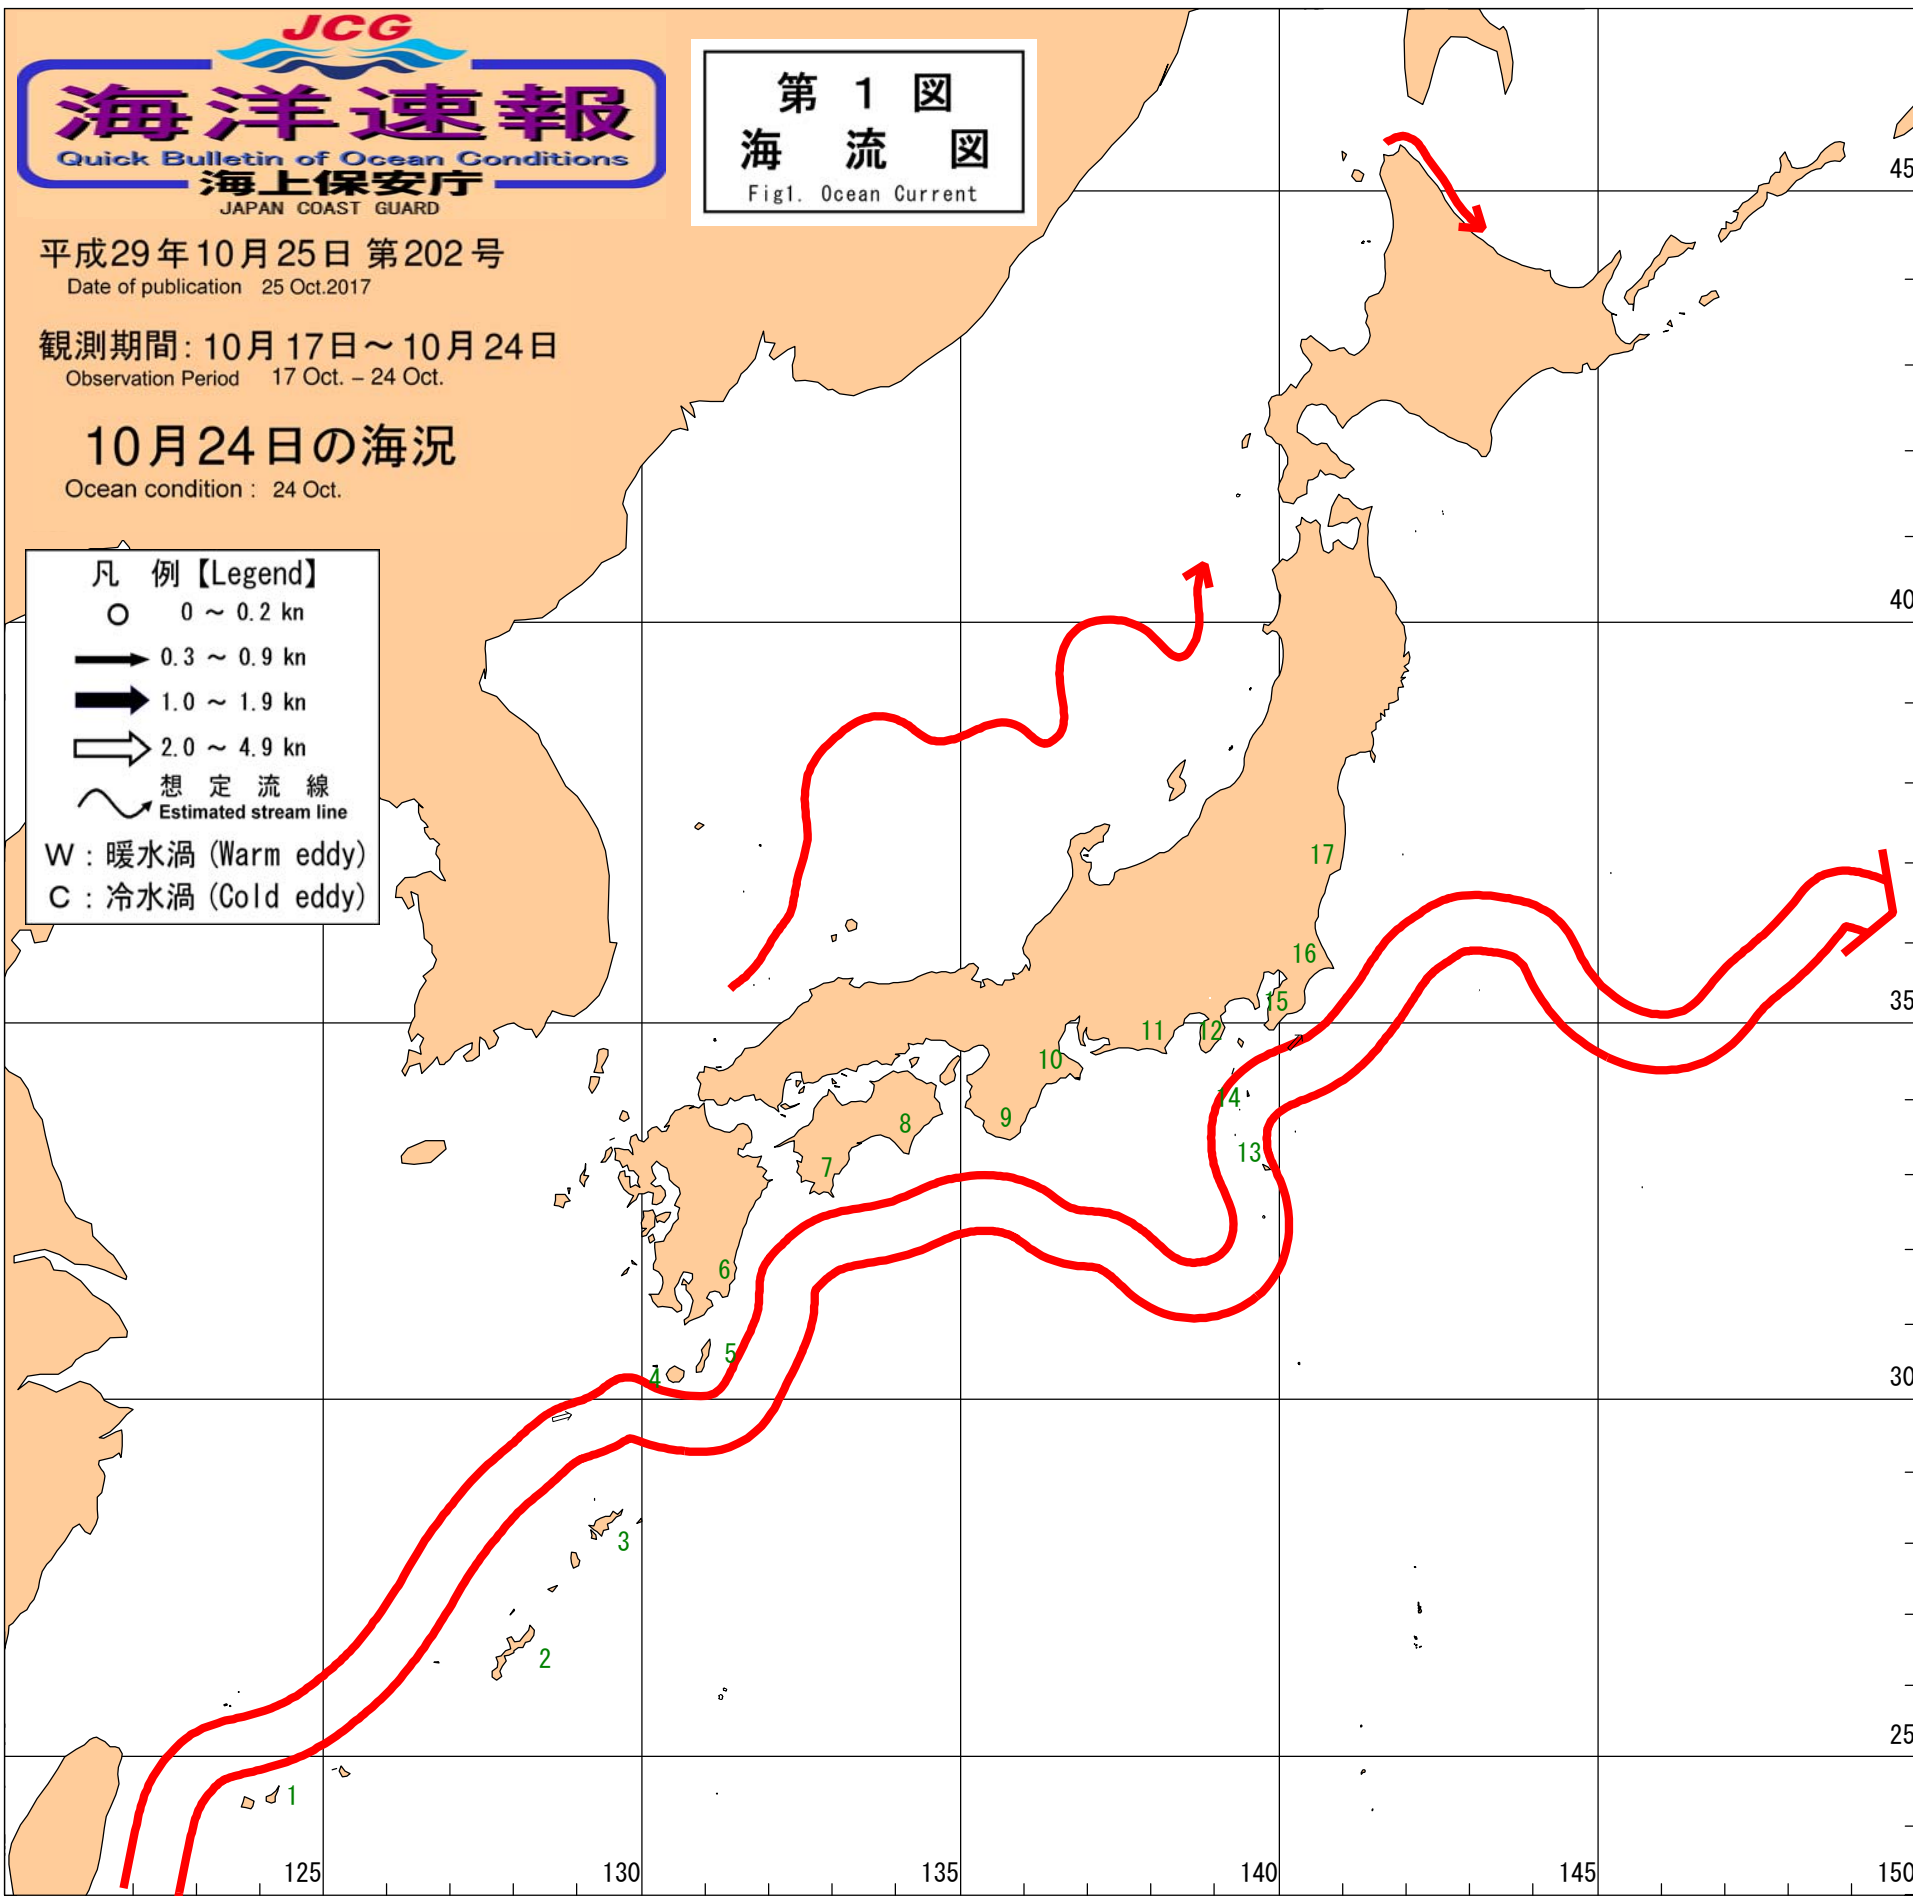 JCG
海洋速報
Quick Bulletin of Ocean Conditions
海上保安庁
JAPAN COAST GUARD
平成29年10月25日 第202号
Date of publication 25 Oct.2017
観測期間: 10月17日～10月24日
Observation Period 17 Oct. – 24 Oct.
10月24日の海況
Ocean condition : 24 Oct.
第 1 図
海 流 図
Fig1. Ocean Current
凡 例【Legend】
0 ～ 0.2 kn
0.3 ～ 0.9 kn
1.0 ～ 1.9 kn
2.0 ～ 4.9 kn
想 定 流 線
Estimated stream line
W : 暖水渦 (Warm eddy)
C : 冷水渦 (Cold eddy)
45
40
17
16
35
15
11
12
10
14
8
9
13
7
6
5
4
30
3
2
25
1
125
130
135
140
145
150